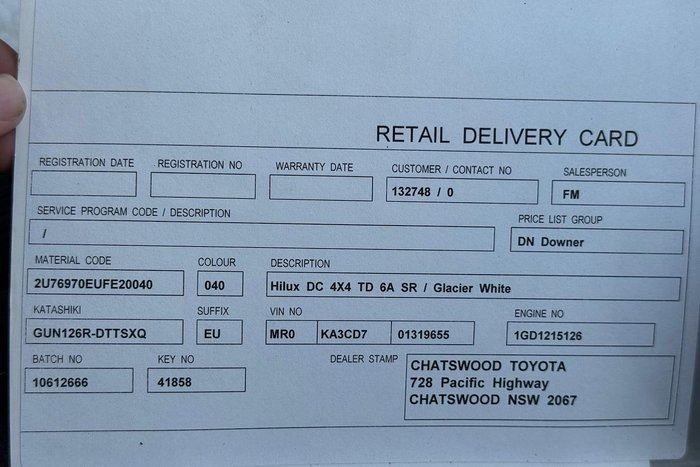 RETAIL DELIVERY CARD
REGISTRATION DATE REGISTRATION NO WARRANTY DATE CUSTOMER / CONTACT NO SALESPERSON
132748 / 0 FM
SERVICE PROGRAM CODE / DESCRIPTION PRICE LIST GROUP
/ DN Downer
MATERIAL CODE COLOUR DESCRIPTION
2U76970EUFE20040 040 Hilux DC 4X4 TD 6A SR / Glacier White
KATASHIKI SUFFIX VIN NO ENGINE NO
GUN126R-DTTSXQ EU MR0 KA3CD7 01319655 1GD1215126
BATCH NO KEY NO DEALER STAMP
10612666 41858
CHATSWOOD TOYOTA
728 Pacific Highway
CHATSWOOD NSW 2067